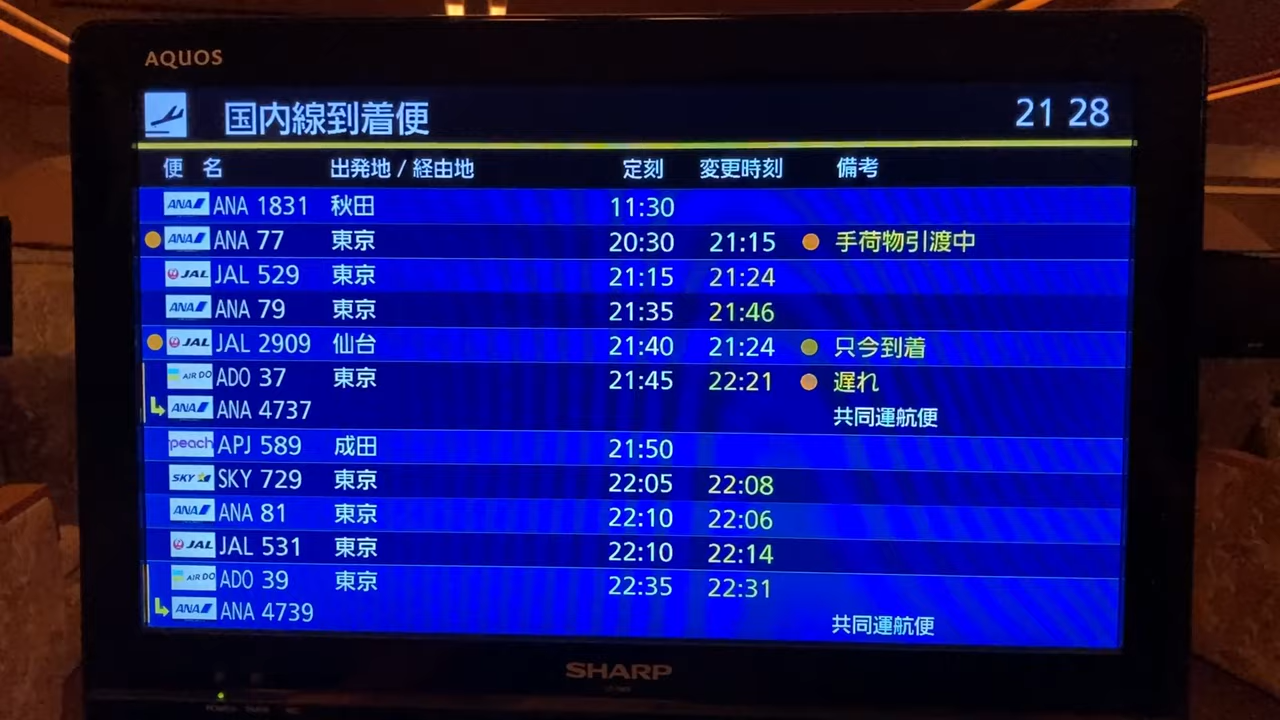 AQUOS
国内線到着便 21 28
便 名 出発地 / 経由地 定刻 変更時刻 備考
ANA ANA 1831 秋田 11:30
ANA ANA 77 東京 20:30 21:15 手荷物引渡中
JAL JAL 529 東京 21:15 21:24
ANA ANA 79 東京 21:35 21:46
JAL JAL 2909 仙台 21:40 21:24 只今到着
AIR DO ADO 37 東京 21:45 22:21 遅れ
ANA ANA 4737 共同運航便
peach APJ 589 成田 21:50
SKY SKY 729 東京 22:05 22:08
ANA ANA 81 東京 22:10 22:06
JAL JAL 531 東京 22:10 22:14
AIR DO ADO 39 東京 22:35 22:31
ANA ANA 4739 共同運航便
SHARP